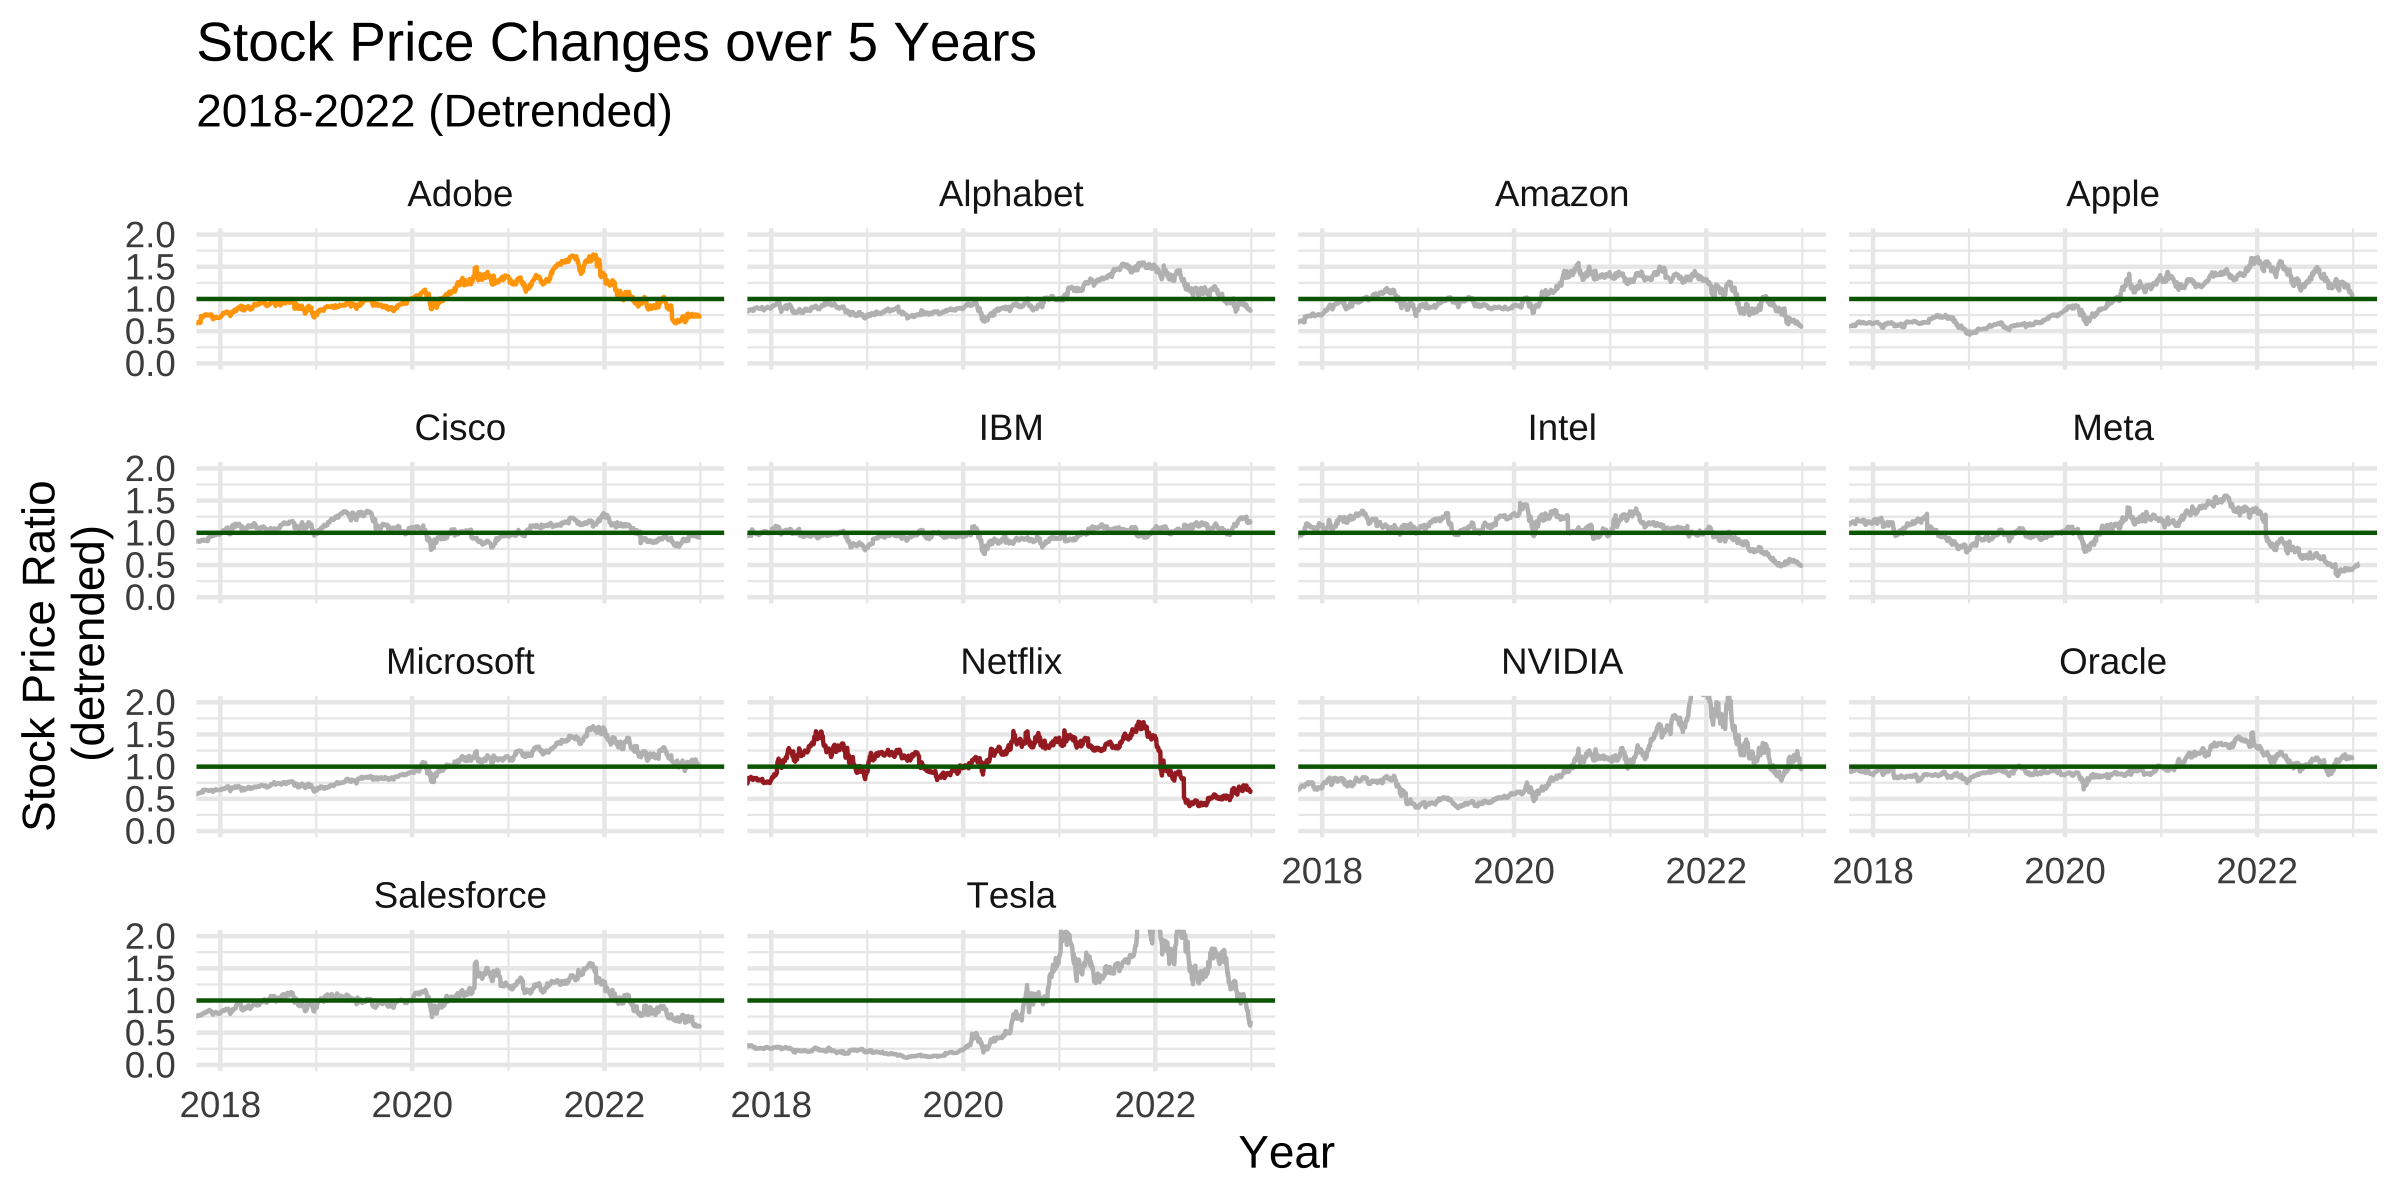 Stock Price Changes over 5 Years
2018-2022 (Detrended)
Stock Price Ratio
(detrended)
Adobe
Alphabet
Amazon
Apple
2.0
1.5
1.0
0.5
0.0
Cisco
IBM
Intel
Meta
2.0
1.5
1.0
0.5
0.0
Microsoft
Netflix
NVIDIA
Oracle
2.0
1.5
1.0
0.5
0.0
2018 2020 2022
2018 2020 2022
Salesforce
Tesla
2.0
1.5
1.0
0.5
0.0
2018 2020 2022
2018 2020 2022
Year